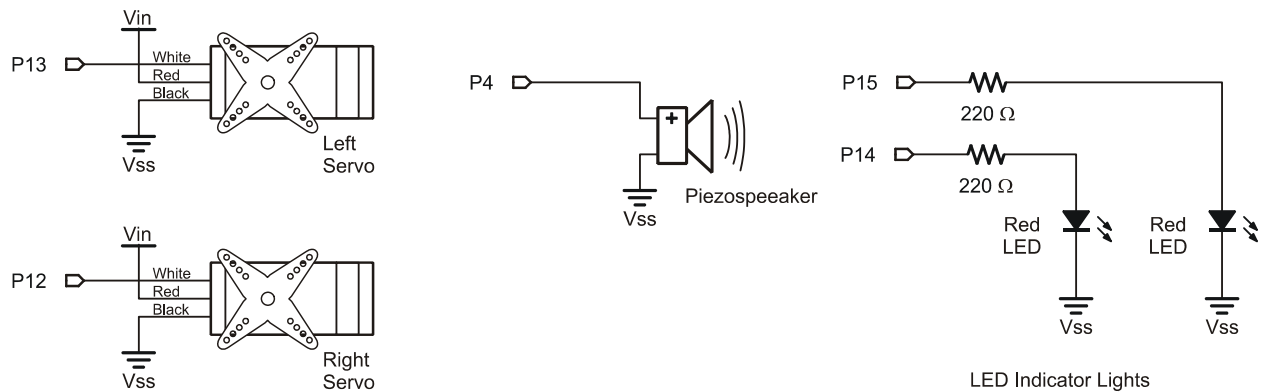 Vin
P13
White
Red
Black
Vss
Left
Servo
Vin
P12
White
Red
Black
Vss
Right
Servo
P4
+
Vss
Piezospeeaker
P15
220 Ω
P14
220 Ω
Red
LED
Red
LED
Vss
Vss
LED Indicator Lights